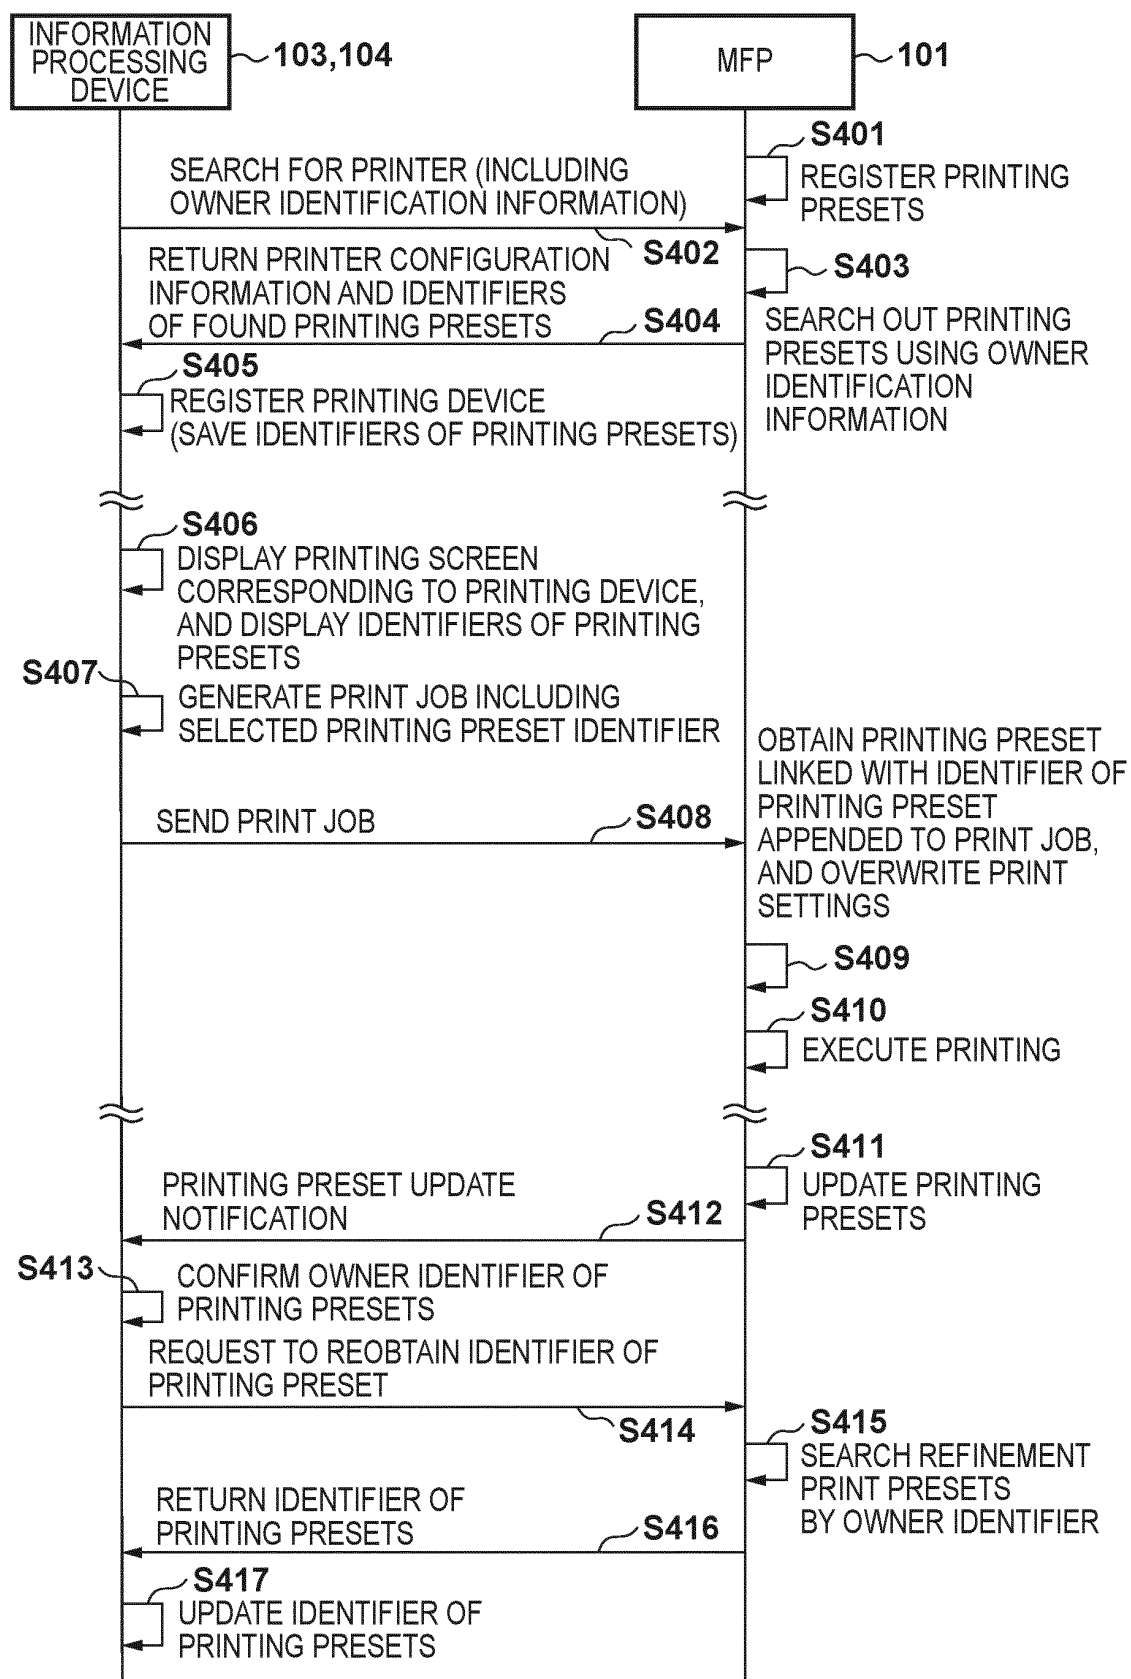 INFORMATION
PROCESSING
DEVICE
103,104
MFP
101
S401
REGISTER PRINTING
PRESETS
SEARCH FOR PRINTER (INCLUDING
OWNER IDENTIFICATION INFORMATION)
S402
S403
SEARCH OUT PRINTING
PRESETS USING OWNER
IDENTIFICATION
INFORMATION
RETURN PRINTER CONFIGURATION
INFORMATION AND IDENTIFIERS
OF FOUND PRINTING PRESETS
S404
S405
REGISTER PRINTING DEVICE
(SAVE IDENTIFIERS OF PRINTING PRESETS)
S406
DISPLAY PRINTING SCREEN
CORRESPONDING TO PRINTING DEVICE,
AND DISPLAY IDENTIFIERS OF PRINTING
PRESETS
S407
GENERATE PRINT JOB INCLUDING
SELECTED PRINTING PRESET IDENTIFIER
SEND PRINT JOB
S408
OBTAIN PRINTING PRESET
LINKED WITH IDENTIFIER OF
PRINTING PRESET
APPENDED TO PRINT JOB,
AND OVERWRITE PRINT
SETTINGS
S409
S410
EXECUTE PRINTING
S411
UPDATE PRINTING
PRESETS
PRINTING PRESET UPDATE
NOTIFICATION
S412
S413
CONFIRM OWNER IDENTIFIER OF
PRINTING PRESETS
REQUEST TO REOBTAIN IDENTIFIER OF
PRINTING PRESET
S414
S415
SEARCH REFINEMENT
PRINT PRESETS
BY OWNER IDENTIFIER
RETURN IDENTIFIER OF
PRINTING PRESETS
S416
S417
UPDATE IDENTIFIER OF
PRINTING PRESETS